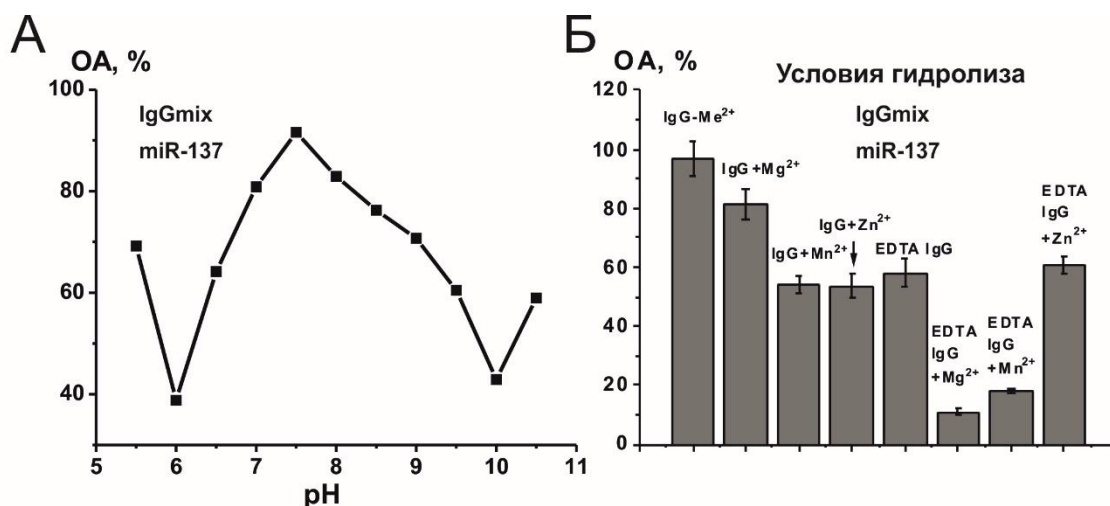 А
ОА, %
IgGmix
miR-137
100
80
60
40
5 6 7 8 9 10 11
pH
Б
ОА, %
Условия гидролиза
IgGmix
miR-137
IgG-Me²⁺
IgG+Mg²⁺
IgG+Mn²⁺
IgG+Zn²⁺
EDTA IgG
EDTA
IgG
+Mg²⁺
EDTA
IgG
+Mn²⁺
EDTA
IgG
+Zn²⁺
120
100
80
60
40
20
0